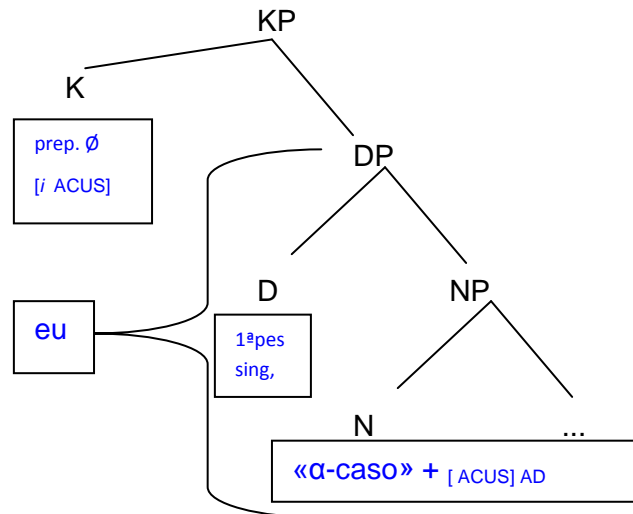 KP
K
prep. Ø
[i ACUS]
DP
D
NP
eu
1ªpes
sing,
N
...
«α-caso» + [ ACUS] AD